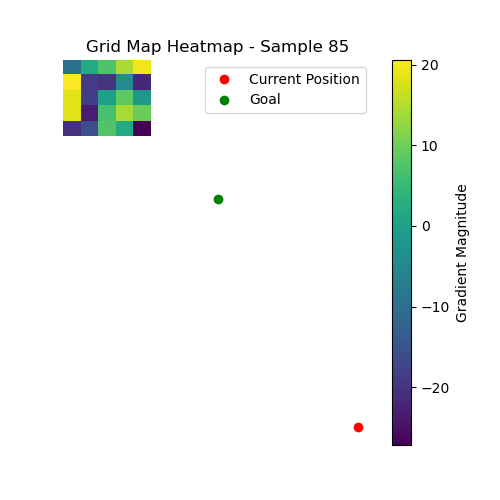 Grid Map Heatmap - Sample 85
Current Position
Goal
20
10
0
−10
−20
Gradient Magnitude